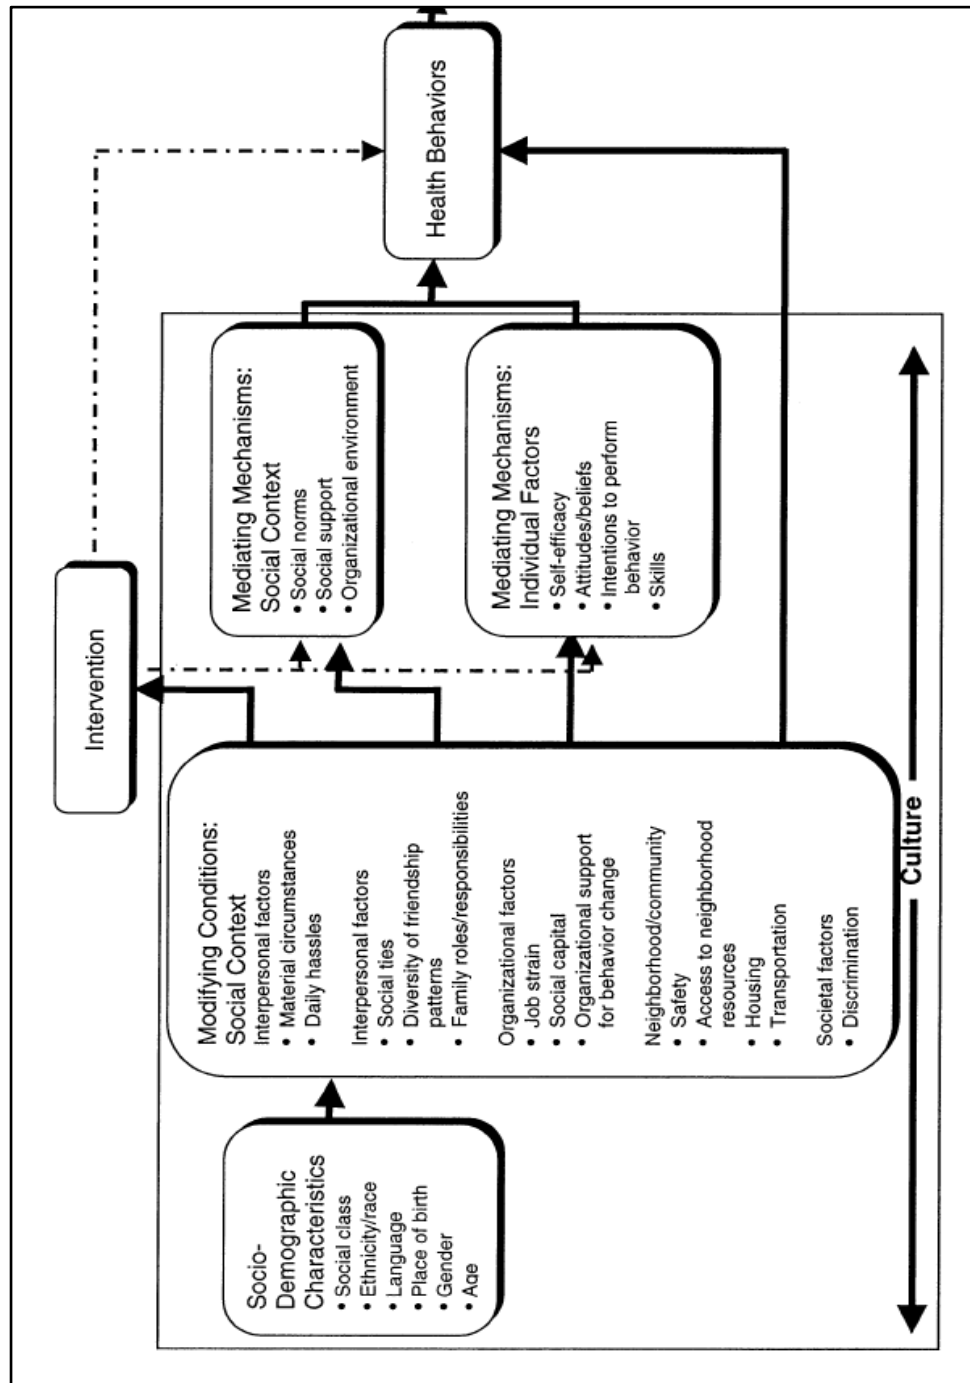 Socio-
Demographic
Characteristics
• Social class
• Ethnicity/race
• Language
• Place of birth
• Gender
• Age
Modifying Conditions:
Social Context
Interpersonal factors
• Material circumstances
• Daily hassles
Interpersonal factors
• Social ties
• Diversity of friendship
patterns
• Family roles/responsibilities
Organizational factors
• Job strain
• Social capital
• Organizational support
for behavior change
Neighborhood/community
• Safety
• Access to neighborhood
resources
• Housing
• Transportation
Societal factors
• Discrimination
Intervention
Mediating Mechanisms:
Social Context
• Social norms
• Social support
• Organizational environment
Mediating Mechanisms:
Individual Factors
• Self-efficacy
• Attitudes/beliefs
• Intentions to perform
behavior
• Skills
Health Behaviors
Culture